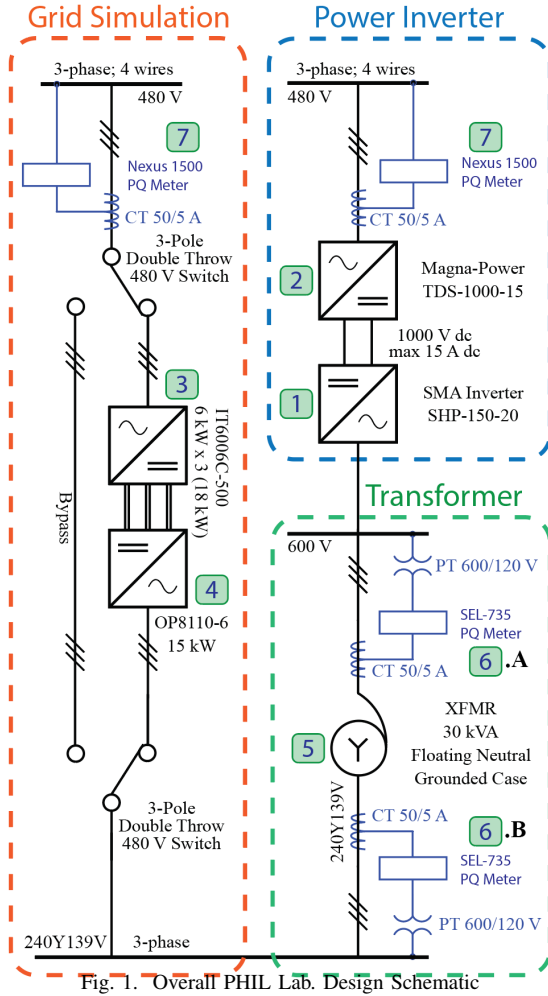 Grid Simulation
3-phase; 4 wires
480 V
7
Nexus 1500
PQ Meter
CT 50/5 A
3-Pole
Double Throw
480 V Switch
3
IT6006C-500
6 kW x 3 (18 kW)
Bypass
4
OP8110-6
15 kW
3-Pole
Double Throw
480 V Switch
240Y139V
3-phase
Power Inverter
3-phase; 4 wires
480 V
7
Nexus 1500
PQ Meter
CT 50/5 A
2
Magna-Power
TDS-1000-15
1000 V dc
max 15 A dc
1
SMA Inverter
SHP-150-20
Transformer
600 V
PT 600/120 V
SEL-735
PQ Meter
6 .A
CT 50/5 A
XFMR
30 kVA
Floating Neutral
Grounded Case
5
Y
240Y139V
CT 50/5 A
6 .B
SEL-735
PQ Meter
PT 600/120 V
Fig. 1. Overall PHIL Lab. Design Schematic